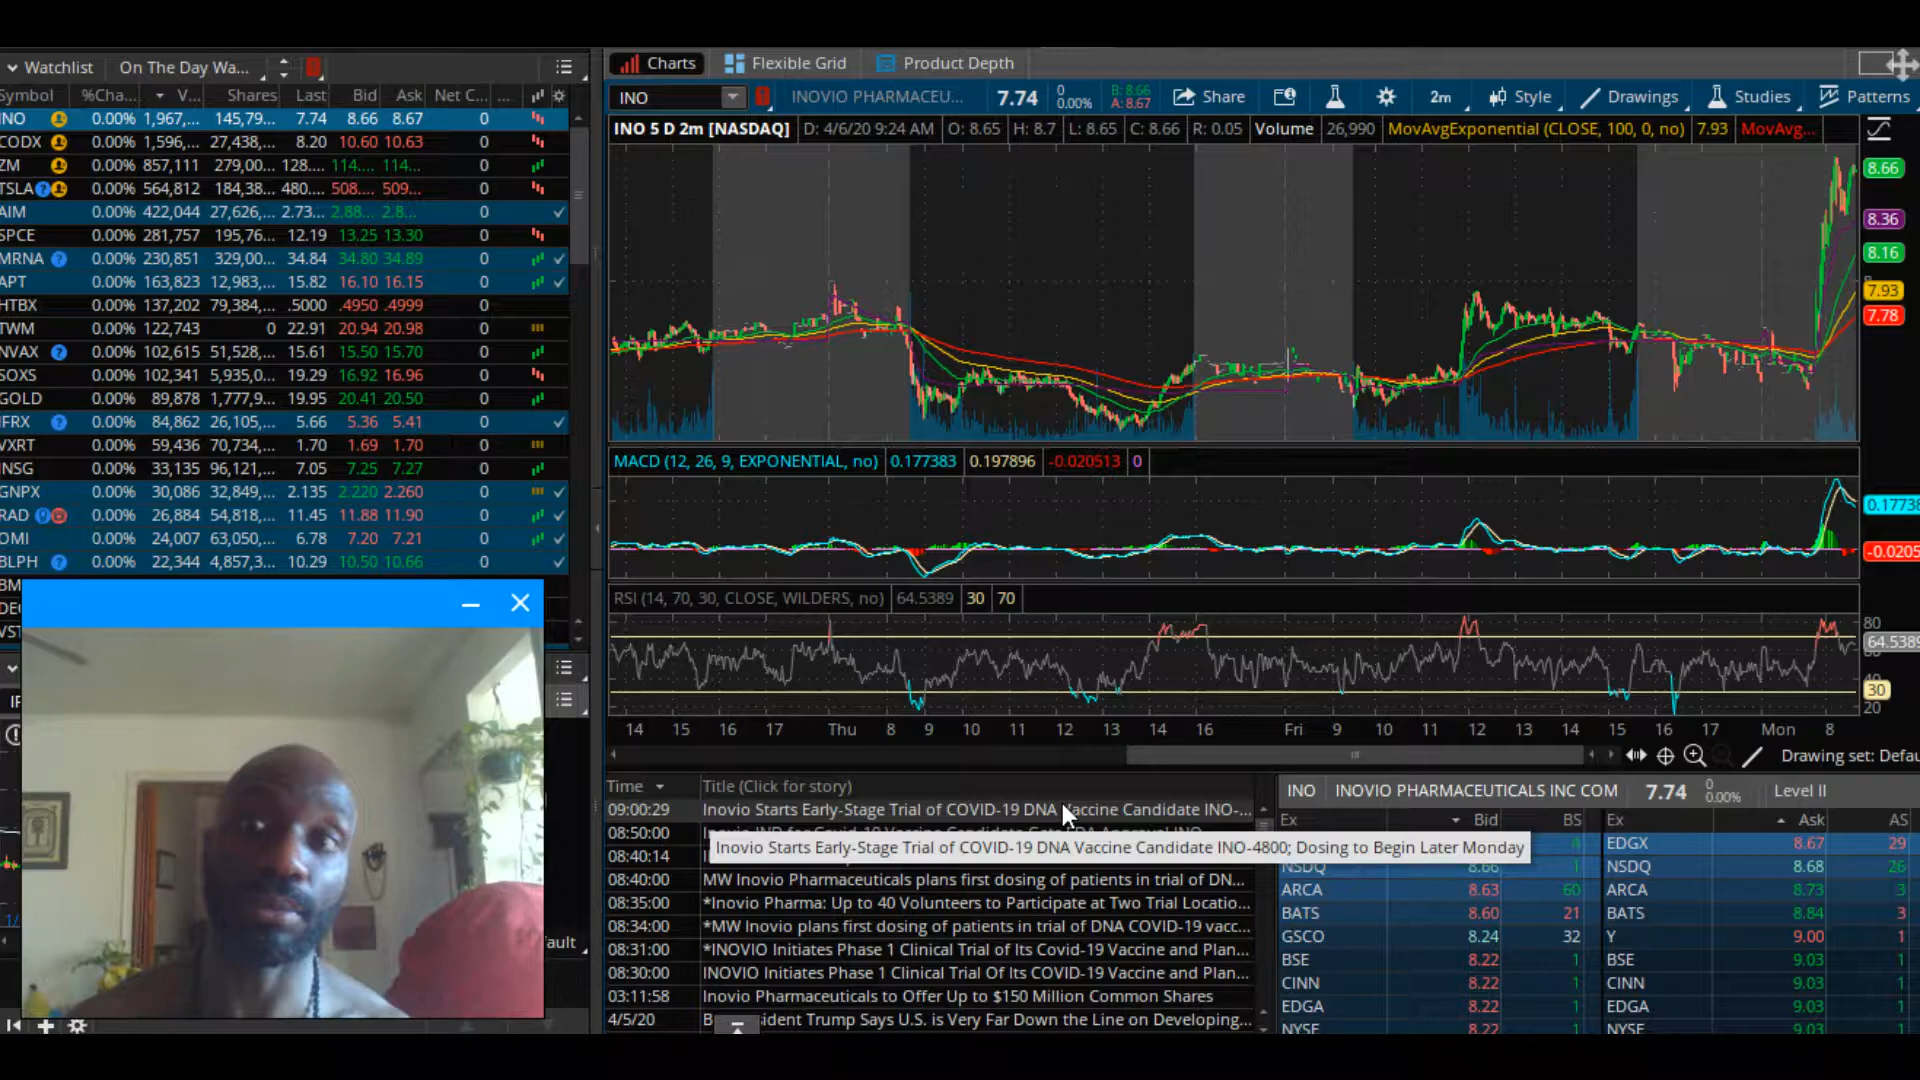 Watchlist On The Day Wa...
Symbol %Cha... V... Shares Last Bid Ask Net C... ...
INO 0.00% 1,967,... 145,79... 7.74 8.66 8.67 0
CODX 0.00% 1,596,... 27,438,... 8.20 10.60 10.63 0
ZM 0.00% 857,111 279,00... 128.... 114.... 114... 0
TSLA 0.00% 564,812 184,38... 480.... 508.... 509... 0
AIM 0.00% 422,044 27,626,... 2.73... 2.88... 2.8... 0
SPCE 0.00% 281,757 195,76... 12.19 13.25 13.30 0
MRNA 0.00% 230,851 329,00... 34.84 34.80 34.89 0
APT 0.00% 163,823 12,983,... 15.82 16.10 16.15 0
HTBX 0.00% 137,202 79,384,... .5000 .4950 .4999 0
TWM 0.00% 122,743 0 22.91 20.94 20.98 0
NVAX 0.00% 102,615 51,528,... 15.61 15.50 15.70 0
SOXS 0.00% 102,341 5,935,0... 19.29 16.92 16.96 0
GOLD 0.00% 89,878 1,777,9... 19.95 20.41 20.50 0
IFRX 0.00% 84,862 26,105,... 5.66 5.36 5.41 0
VXRT 0.00% 59,436 70,734,... 1.70 1.69 1.70 0
INSG 0.00% 33,135 96,121,... 7.05 7.25 7.27 0
GNPX 0.00% 30,086 32,849,... 2.135 2.220 2.260 0
RAD 0.00% 26,884 54,818,... 11.45 11.88 11.90 0
OMI 0.00% 24,007 63,050,... 6.78 7.20 7.21 0
BLPH 0.00% 22,344 4,857,3... 10.29 10.50 10.66 0
Charts Flexible Grid Product Depth
INO INOVIO PHARMACEU... 7.74 0 0.00% B: 8.66 A: 8.67 Share 2m Style Drawings Studies Patterns
INO 5 D 2m [NASDAQ] D: 4/6/20 9:24 AM O: 8.65 H: 8.7 L: 8.65 C: 8.66 R: 0.05 Volume 26,990 MovAvgExponential (CLOSE, 100, 0, no) 7.93 MovAvg...
8.66
8.36
8.16
7.93
7.78
MACD (12, 26, 9, EXPONENTIAL, no) 0.177383 0.197896 -0.020513 0
0.17738
-0.0205
RSI (14, 70, 30, CLOSE, WILDERS, no) 64.5389 30 70
80
64.5389
30
20
14 15 16 17 Thu 8 9 10 11 12 13 14 16 Fri 10 11 12 13 14 15 16 17 Mon 8
Drawing set: Defau
Time Title (Click for story)
09:00:29 Inovio Starts Early-Stage Trial of COVID-19 DNA Vaccine Candidate INO-...
08:50:00
Inovio Starts Early-Stage Trial of COVID-19 DNA Vaccine Candidate INO-4800; Dosing to Begin Later Monday
08:40:14
08:40:00 MW Inovio Pharmaceuticals plans first dosing of patients in trial of DN...
08:35:00 *Inovio Pharma: Up to 40 Volunteers to Participate at Two Trial Locatio...
08:34:00 *MW Inovio plans first dosing of patients in trial of DNA COVID-19 vacc...
08:31:00 *INOVIO Initiates Phase 1 Clinical Trial of Its Covid-19 Vaccine and Plan...
08:30:00 INOVIO Initiates Phase 1 Clinical Trial Of Its COVID-19 Vaccine and Plan...
03:11:58 Inovio Pharmaceuticals to Offer Up to $150 Million Common Shares
4/5/20 Trump Says U.S. is Very Far Down the Line on Developing...
INO INOVIO PHARMACEUTICALS INC COM 7.74 0 0.00% Level II
Ex Bid BS Ex Ask AS
EDGX 8.67 29
NSDQ 8.66 1 NSDQ 8.68 26
ARCA 8.63 60 ARCA 8.73 3
BATS 8.60 21 BATS 8.84 3
GSCO 8.24 32 Y 9.00 1
BSE 8.22 1 BSE 9.03 1
CINN 8.22 1 CINN 9.03 1
EDGA 8.22 1 EDGA 9.03 1
NYSE 8.22 1 NYSE 9.03 1
ault